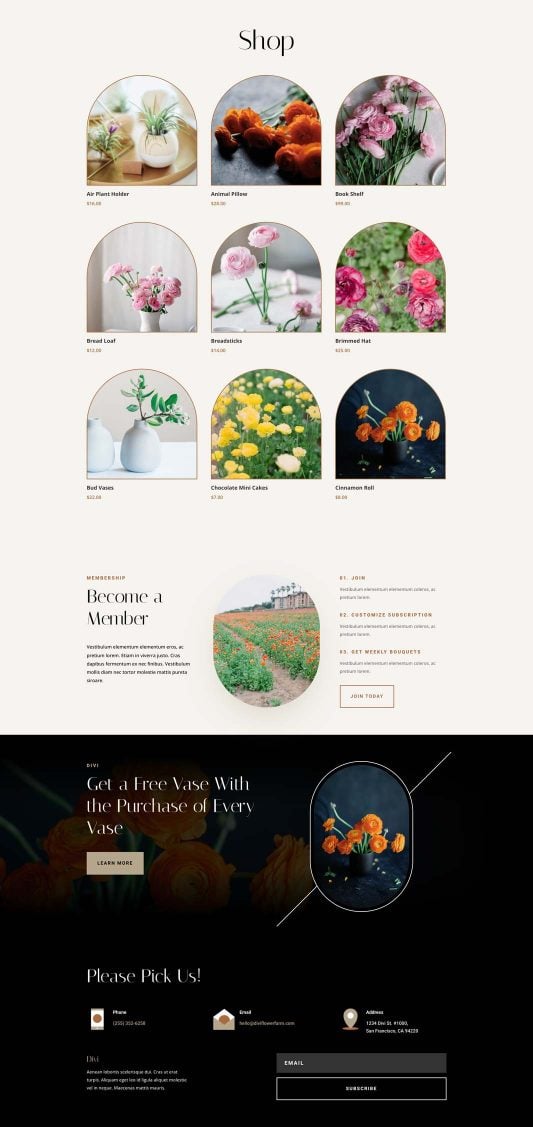 Shop
Air Plant Holder
$16.00
Animal Pillow
$28.00
Book Shelf
$99.00
Bread Loaf
$12.00
Breadsticks
$14.00
Brimmed Hat
$25.00
Bud Vases
$22.00
Chocolate Mini Cakes
$7.00
Cinnamon Roll
$8.00
MEMBERSHIP
Become a
Member
Vestibulum elementum elementum eros, ac
pretium lorem. Etiam in viverra justo. Cras
dapibus fermentum ex nec finibus. Vestibulum
mollis diam nec tortor molestie mattis pureta
siroare.
01. JOIN
Vestibulum elementum elementum coleros, ac
pretium lorem.
02. CUSTOMIZE SUBSCRIPTION
Vestibulum elementum elementum coleros, ac
pretium lorem.
03. GET WEEKLY BOUQUETS
Vestibulum elementum elementum coleros, ac
pretium lorem.
JOIN TODAY
DIVI
Get a Free Vase With
the Purchase of Every
Vase
LEARN MORE
Please Pick Us!
Phone
(255) 352-6258
Email
hello@diviflowerfarm.com
Address
1234 Divi St. #1000,
San Francisco, CA 94220
Divi
Aenean lobortis scelerisque dui. Cras ut erat
turpis. Aliquam eget leo id ligula aliquet molestie
vel in neque. Maecenas mattis mauris.
EMAIL
SUBSCRIBE